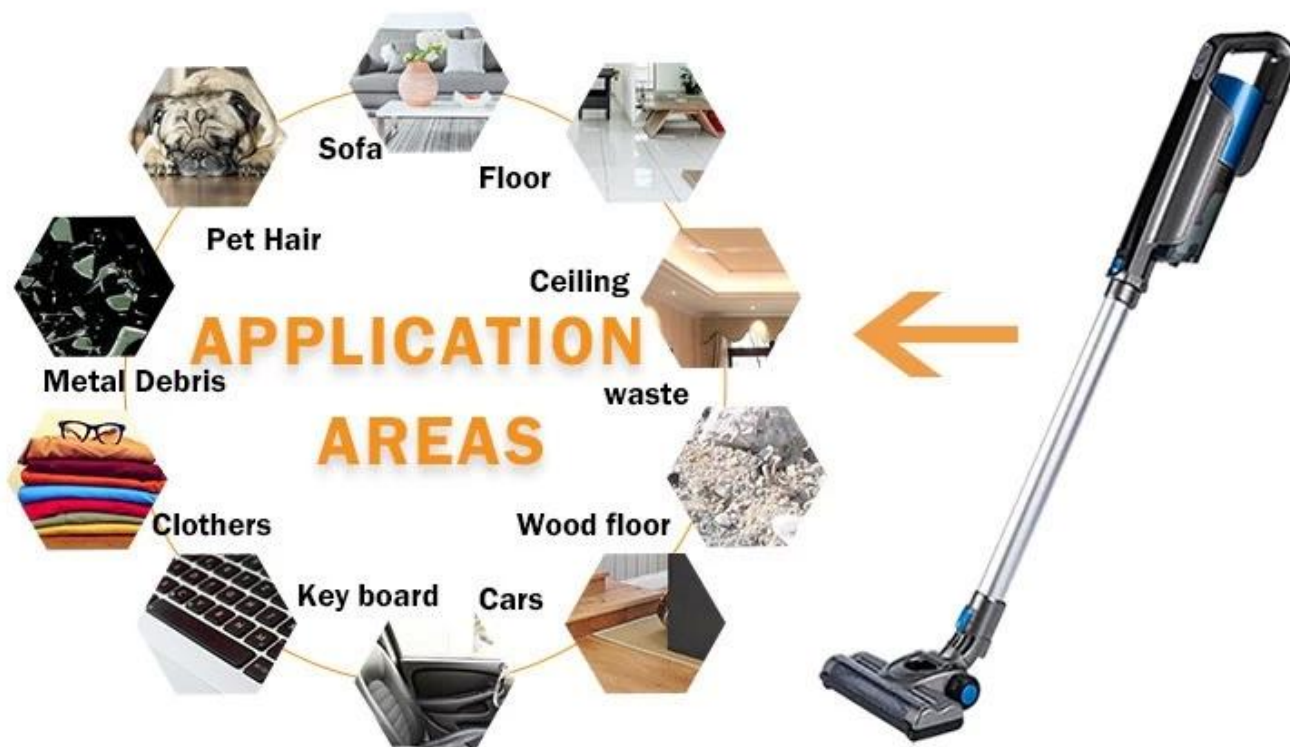 Sofa
Floor
Pet Hair
Ceiling
APPLICATION
Metal Debris
waste
AREAS
Clothers
Wood floor
Key board
Cars